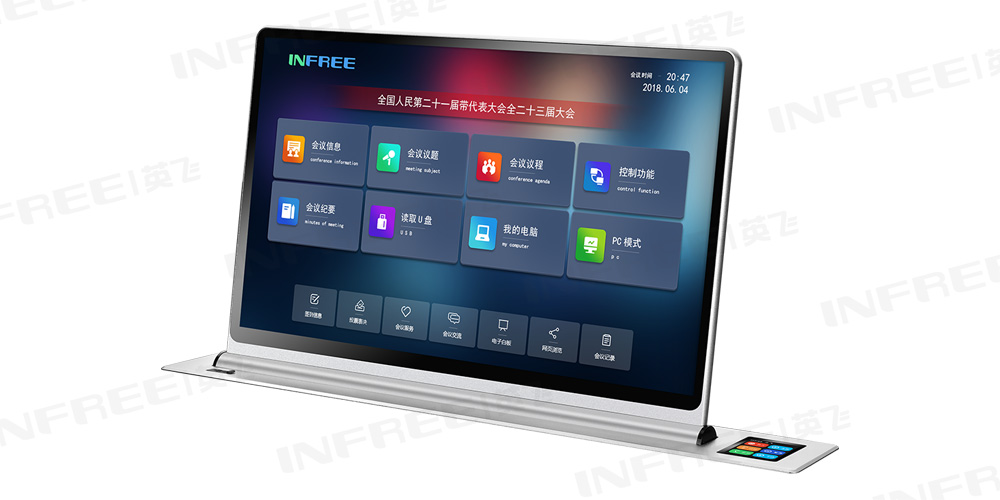 INFREE
会议时间 20:47
2018.06.04
全国人民第二十一届带代表大会全二十三届大会
会议信息
conference information
会议议题
meeting subject
会议议程
conference agenda
控制功能
control function
会议纪要
minutes of meeting
读取U盘
USB
我的电脑
my computer
PC模式
PC
签到信息
投票表决
会议服务
会议交流
电子白板
网页浏览
会议记录
INFREE|英飞